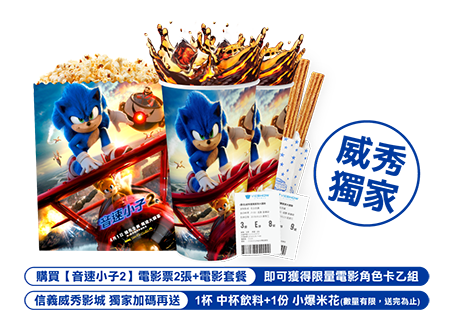 音速小子2
威秀
獨家
3 E 8
購買【音速小子2】電影票2張+電影套餐 即可獲得限量電影角色卡乙組
信義威秀影城 獨家加碼再送 1杯 中杯飲料+1份 小爆米花(數量有限，送完為止)